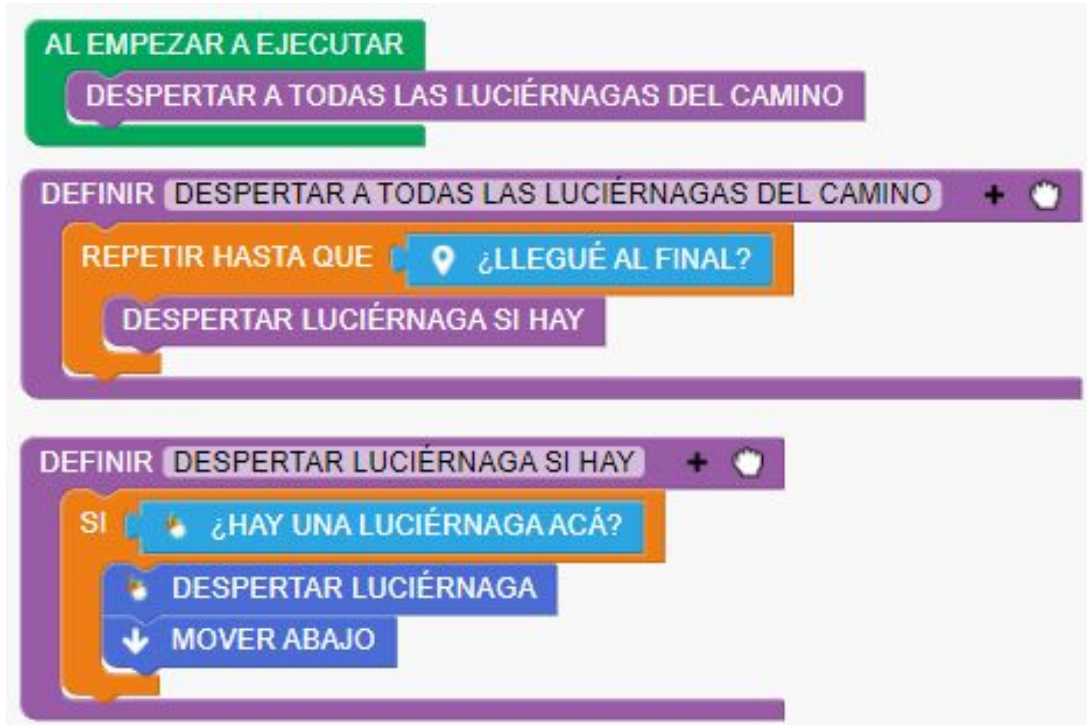 AL EMPEZAR A EJECUTAR
DESPERTAR A TODAS LAS LUCIÉRNAGAS DEL CAMINO
DEFINIR DESPERTAR A TODAS LAS LUCIÉRNAGAS DEL CAMINO +
REPETIR HASTA QUE ¿LLEGUÉ AL FINAL?
DESPERTAR LUCIÉRNAGA SI HAY
DEFINIR DESPERTAR LUCIÉRNAGA SI HAY +
SI ¿HAY UNA LUCIÉRNAGA ACÁ?
DESPERTAR LUCIÉRNAGA
MOVER ABAJO